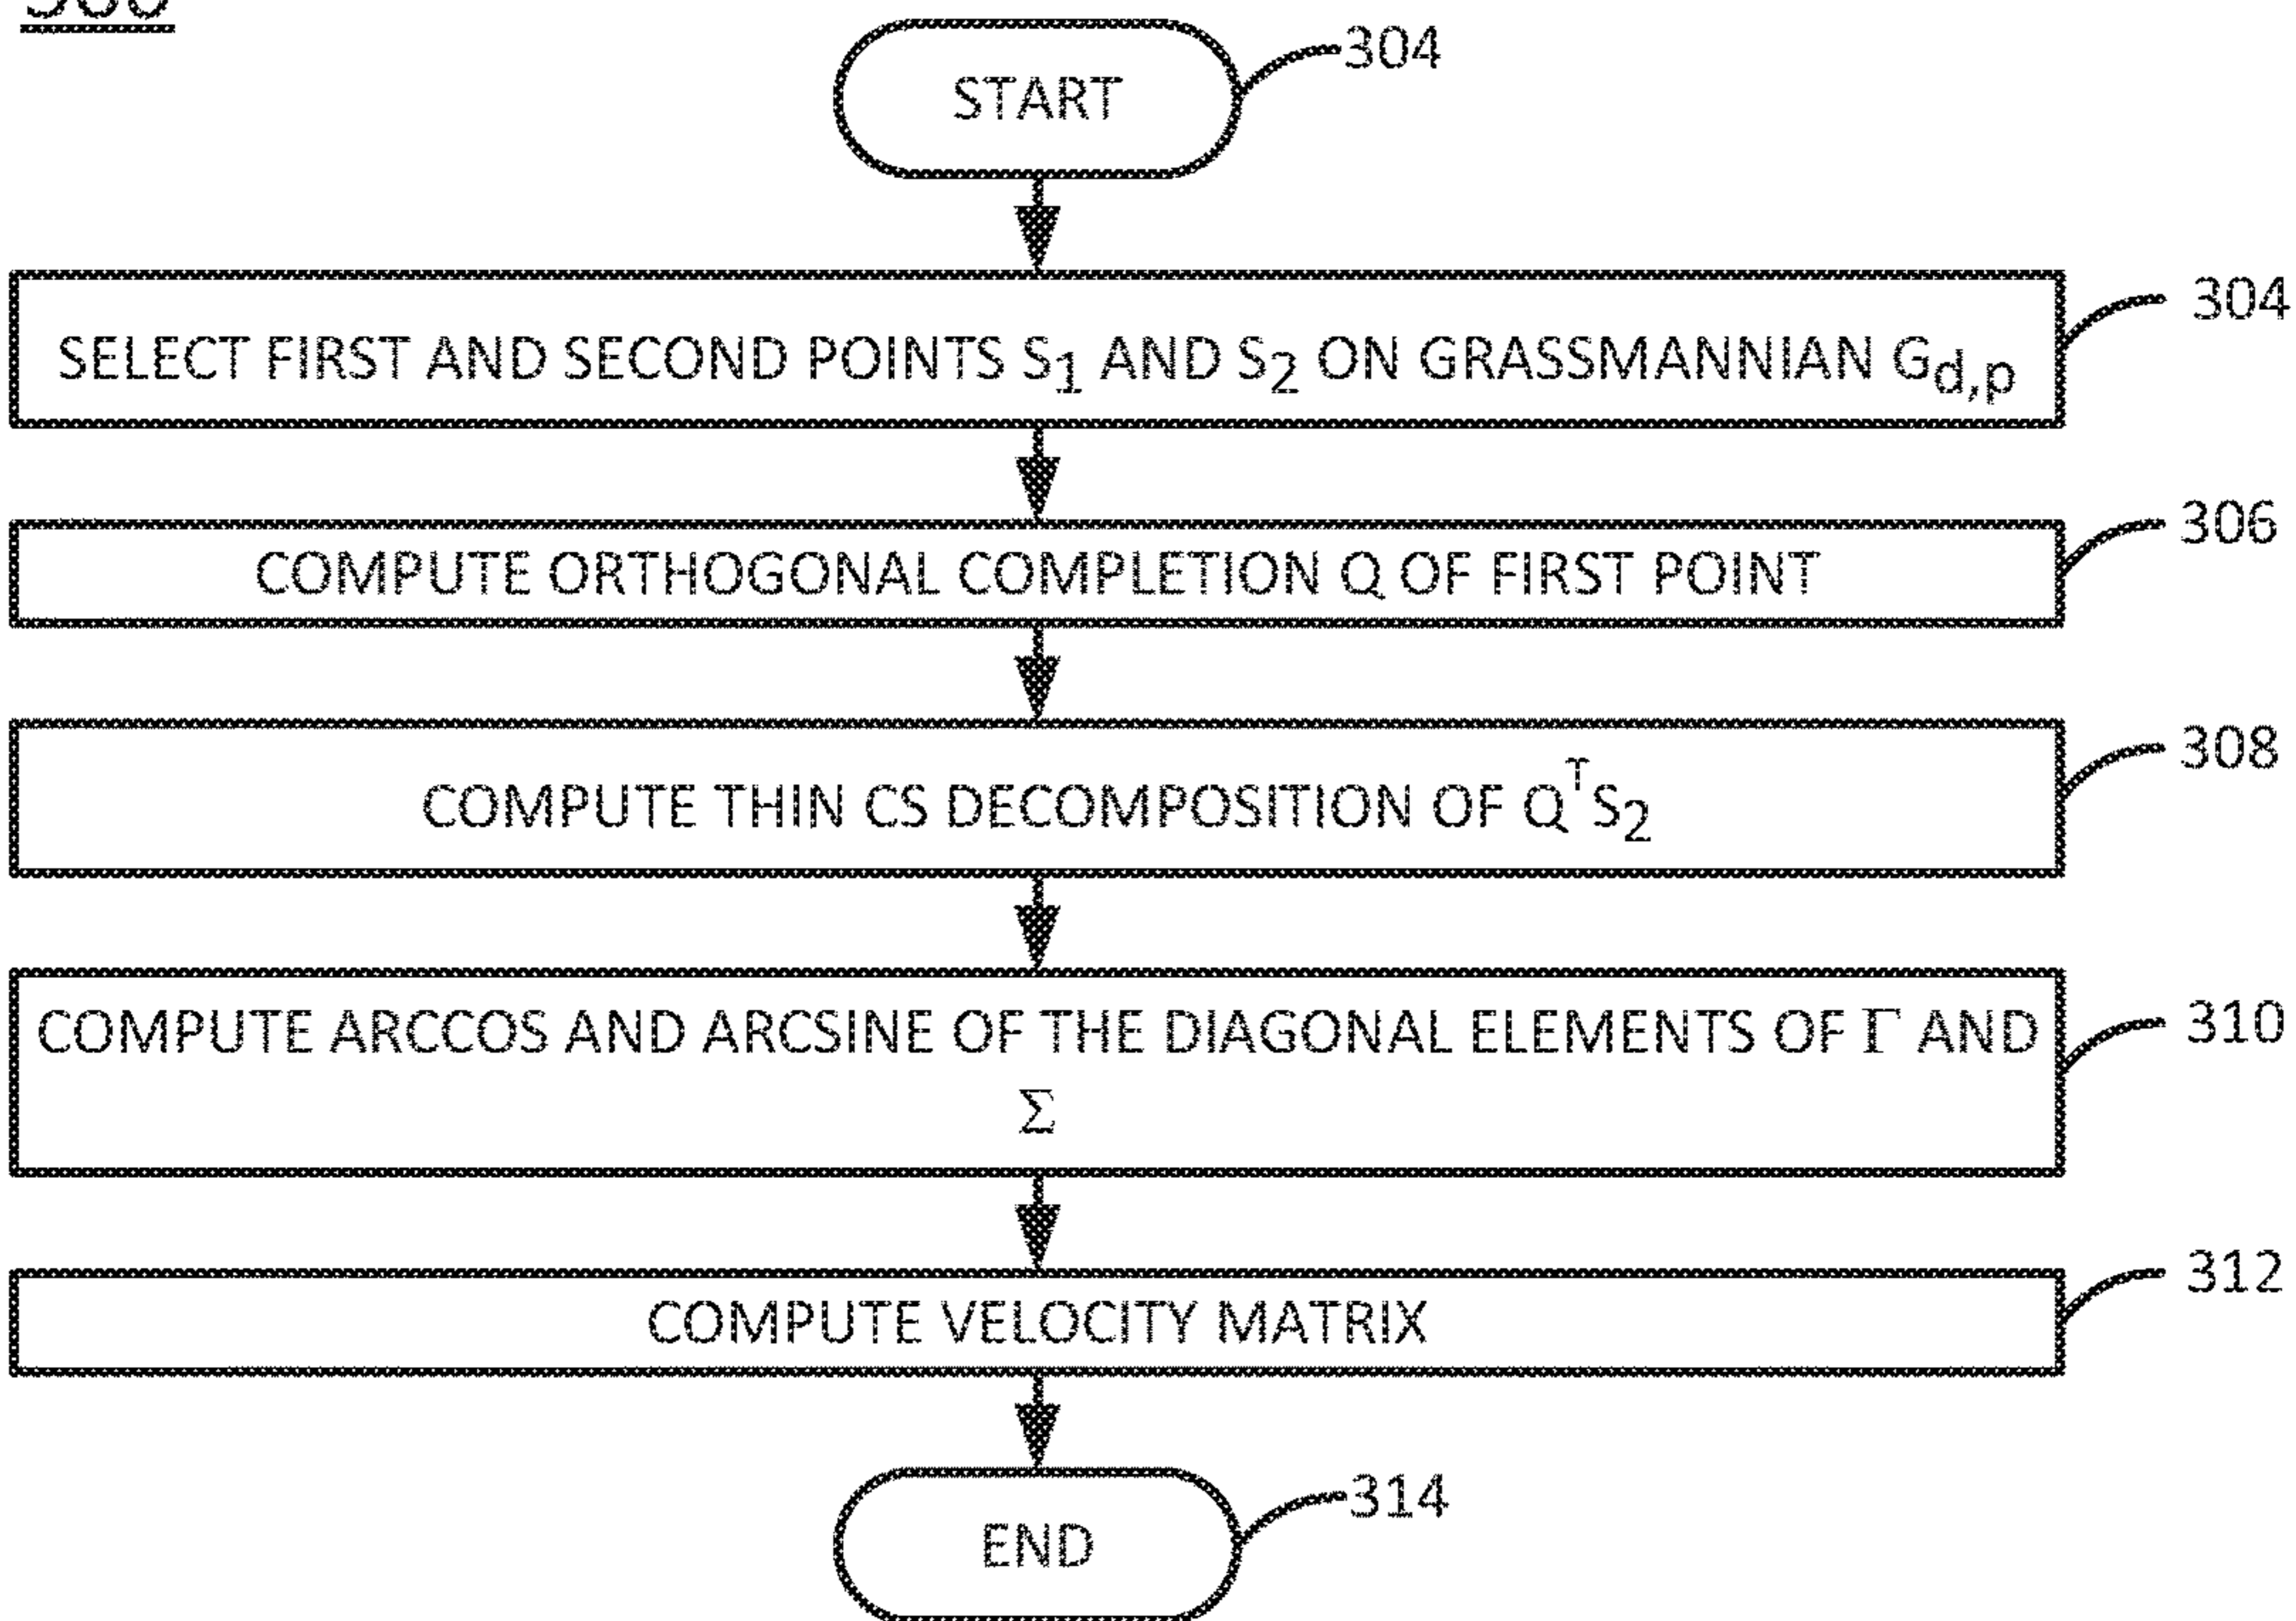 START
304
SELECT FIRST AND SECOND POINTS S₁ AND S₂ ON GRASSMANNIAN G_d,p
304
COMPUTE ORTHOGONAL COMPLETION Q OF FIRST POINT
306
COMPUTE THIN CS DECOMPOSITION OF QᵀS₂
308
COMPUTE ARCCOS AND ARCSINE OF THE DIAGONAL ELEMENTS OF Γ AND
Σ
310
COMPUTE VELOCITY MATRIX
312
END
314